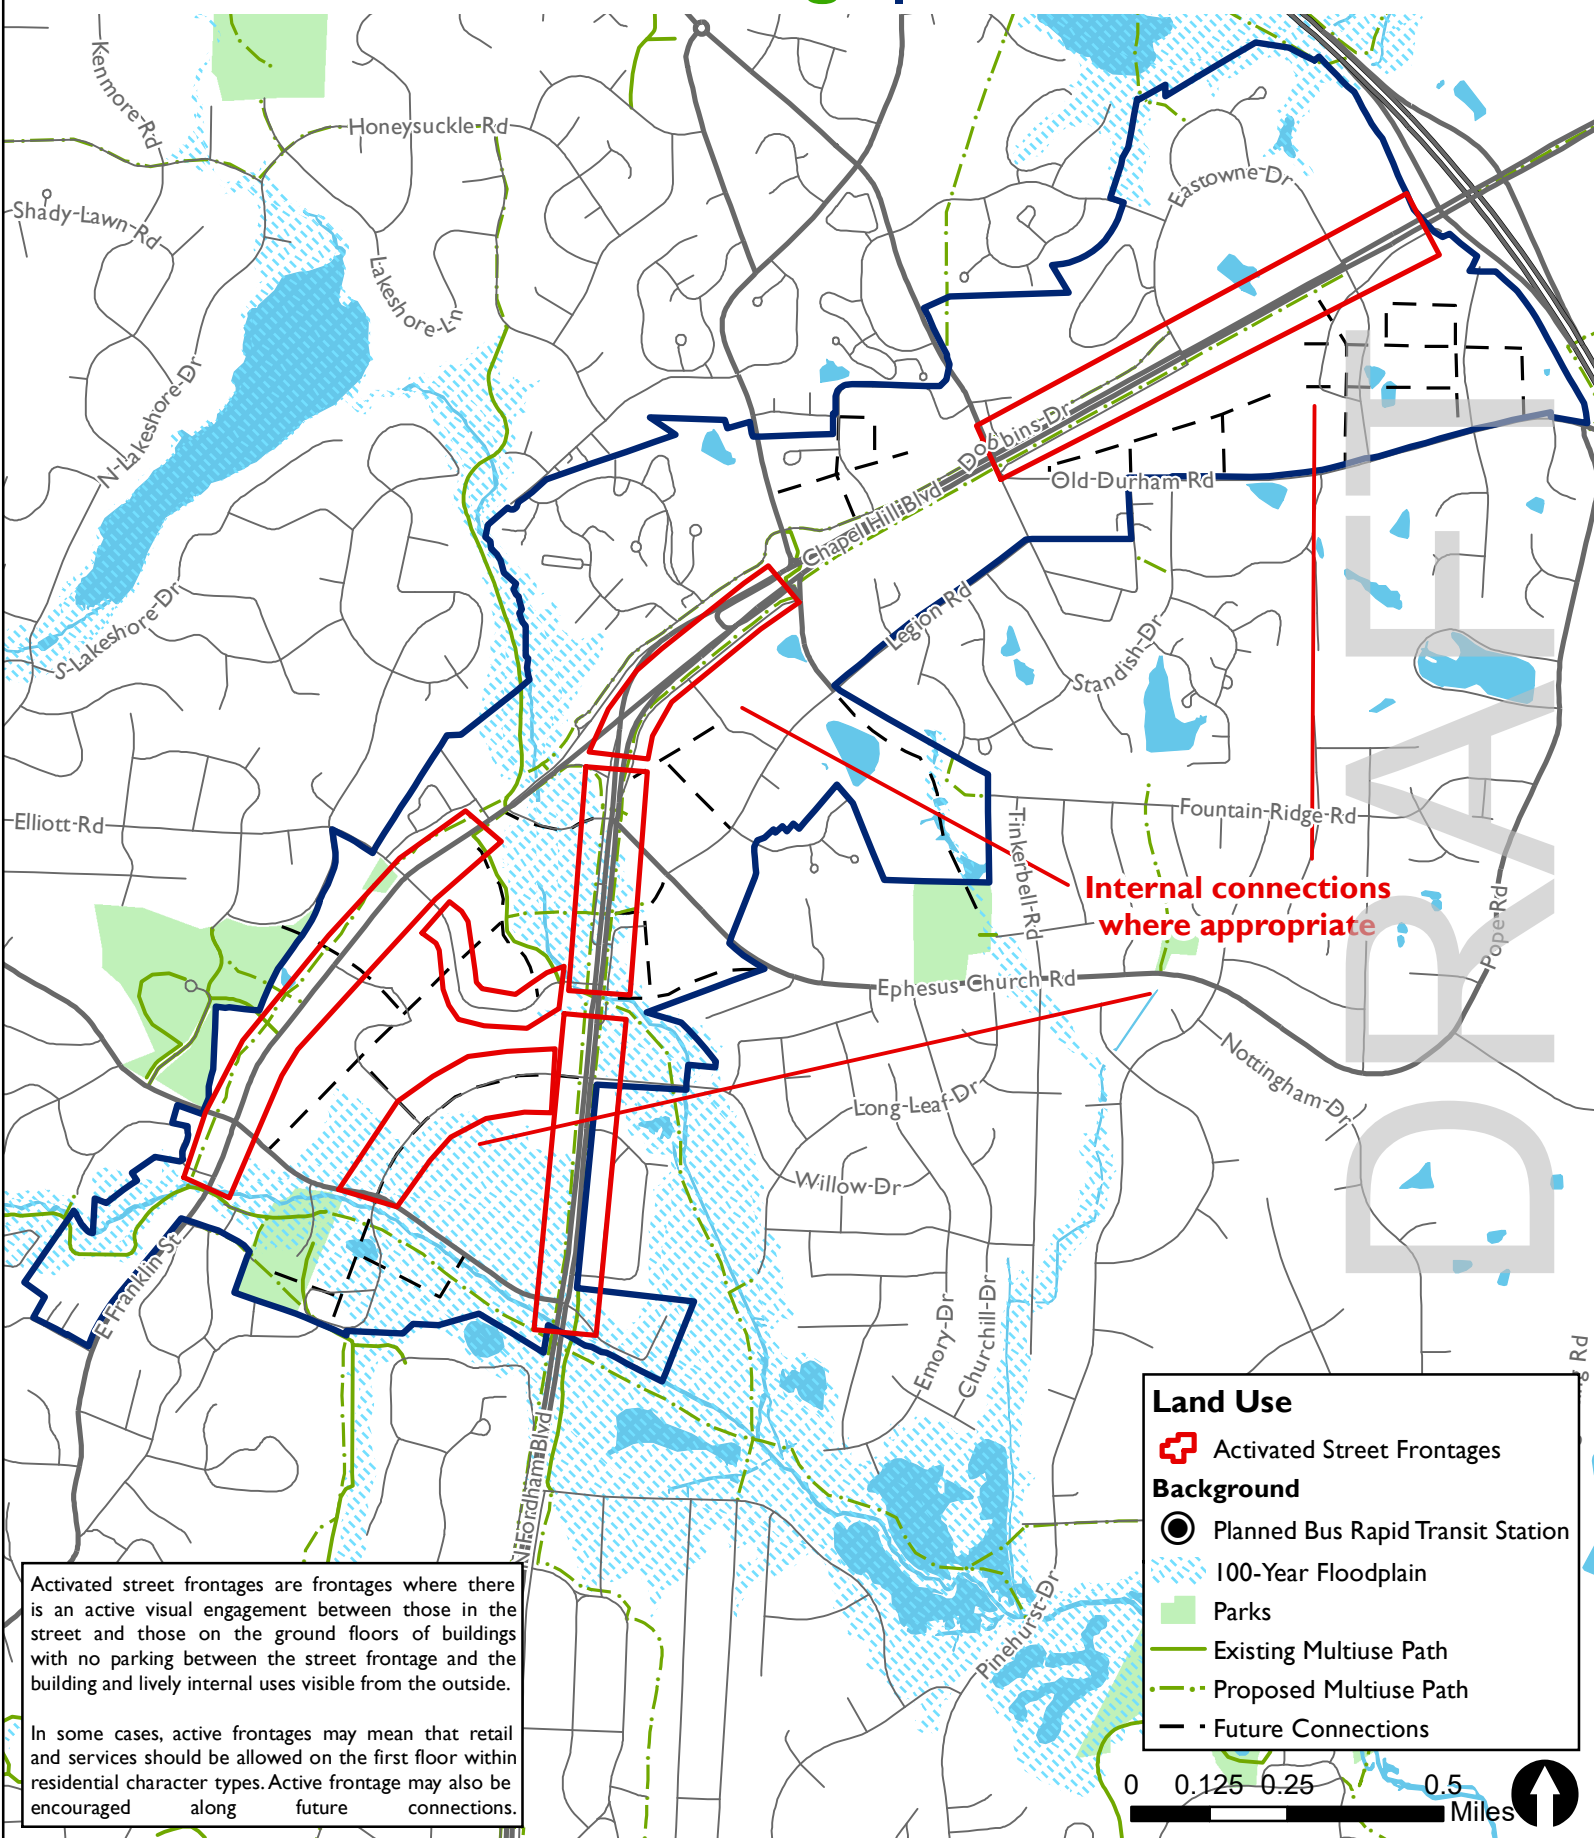 Kenmore Rd
Honeysuckle Rd
Shady Lawn Rd
Lakeshore Ln
Eastowne Dr
N Lakeshore Dr
Dobbins Dr
Old Durham Rd
Chapel Hill Blvd
S Lakeshore Dr
Legion Rd
Standish Dr
Elliott Rd
Fountain Ridge Rd
Tinkerbell Rd
Internal connections
where appropriate
Pope Rd
Ephesus Church Rd
Nottingham Dr
Long Leaf Dr
Willow Dr
E Franklin St
Emory Dr
Churchill Dr
N Fordham Blvd
Pinehurst Dr
Rd
DRAFT
Land Use
Activated Street Frontages
Background
Planned Bus Rapid Transit Station
100-Year Floodplain
Parks
Existing Multiuse Path
Proposed Multiuse Path
Future Connections
0 0.125 0.25 0.5
Miles
Activated street frontages are frontages where there
is an active visual engagement between those in the
street and those on the ground floors of buildings
with no parking between the street frontage and the
building and lively internal uses visible from the outside.
In some cases, active frontages may mean that retail
and services should be allowed on the first floor within
residential character types. Active frontage may also be
encouraged along future connections.